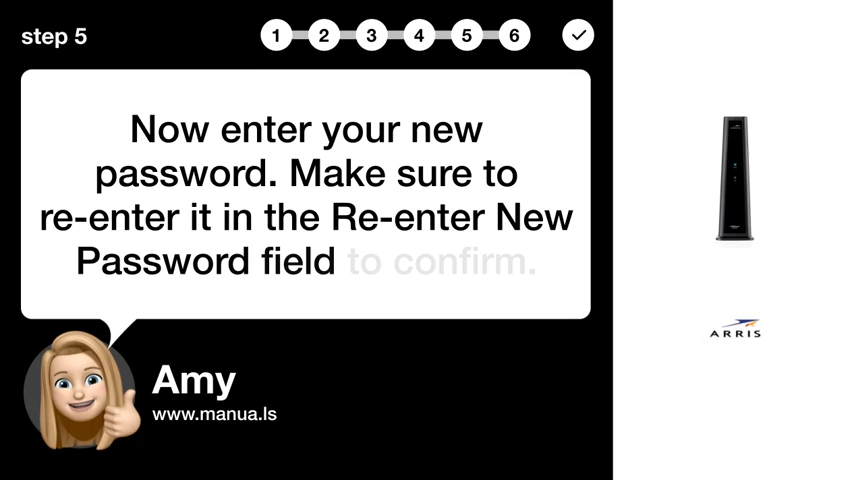 step 5
1 2 3 4 5 6
Now enter your new
password. Make sure to
re-enter it in the Re-enter New
Password field to confirm.
Amy
www.manua.ls
ARRIS